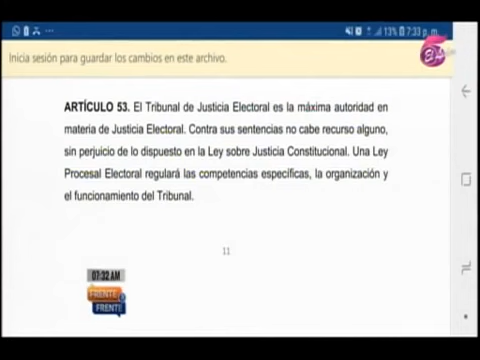 13% 7:33 p. m.
Inicia sesión para guardar los cambios en este archivo.
ARTÍCULO 53. El Tribunal de Justicia Electoral es la máxima autoridad en
materia de Justicia Electoral. Contra sus sentencias no cabe recurso alguno,
sin perjuicio de lo dispuesto en la Ley sobre Justicia Constitucional. Una Ley
Procesal Electoral regulará las competencias específicas, la organización y
el funcionamiento del Tribunal.
11
07:32 AM
FRENTE
FRENTE